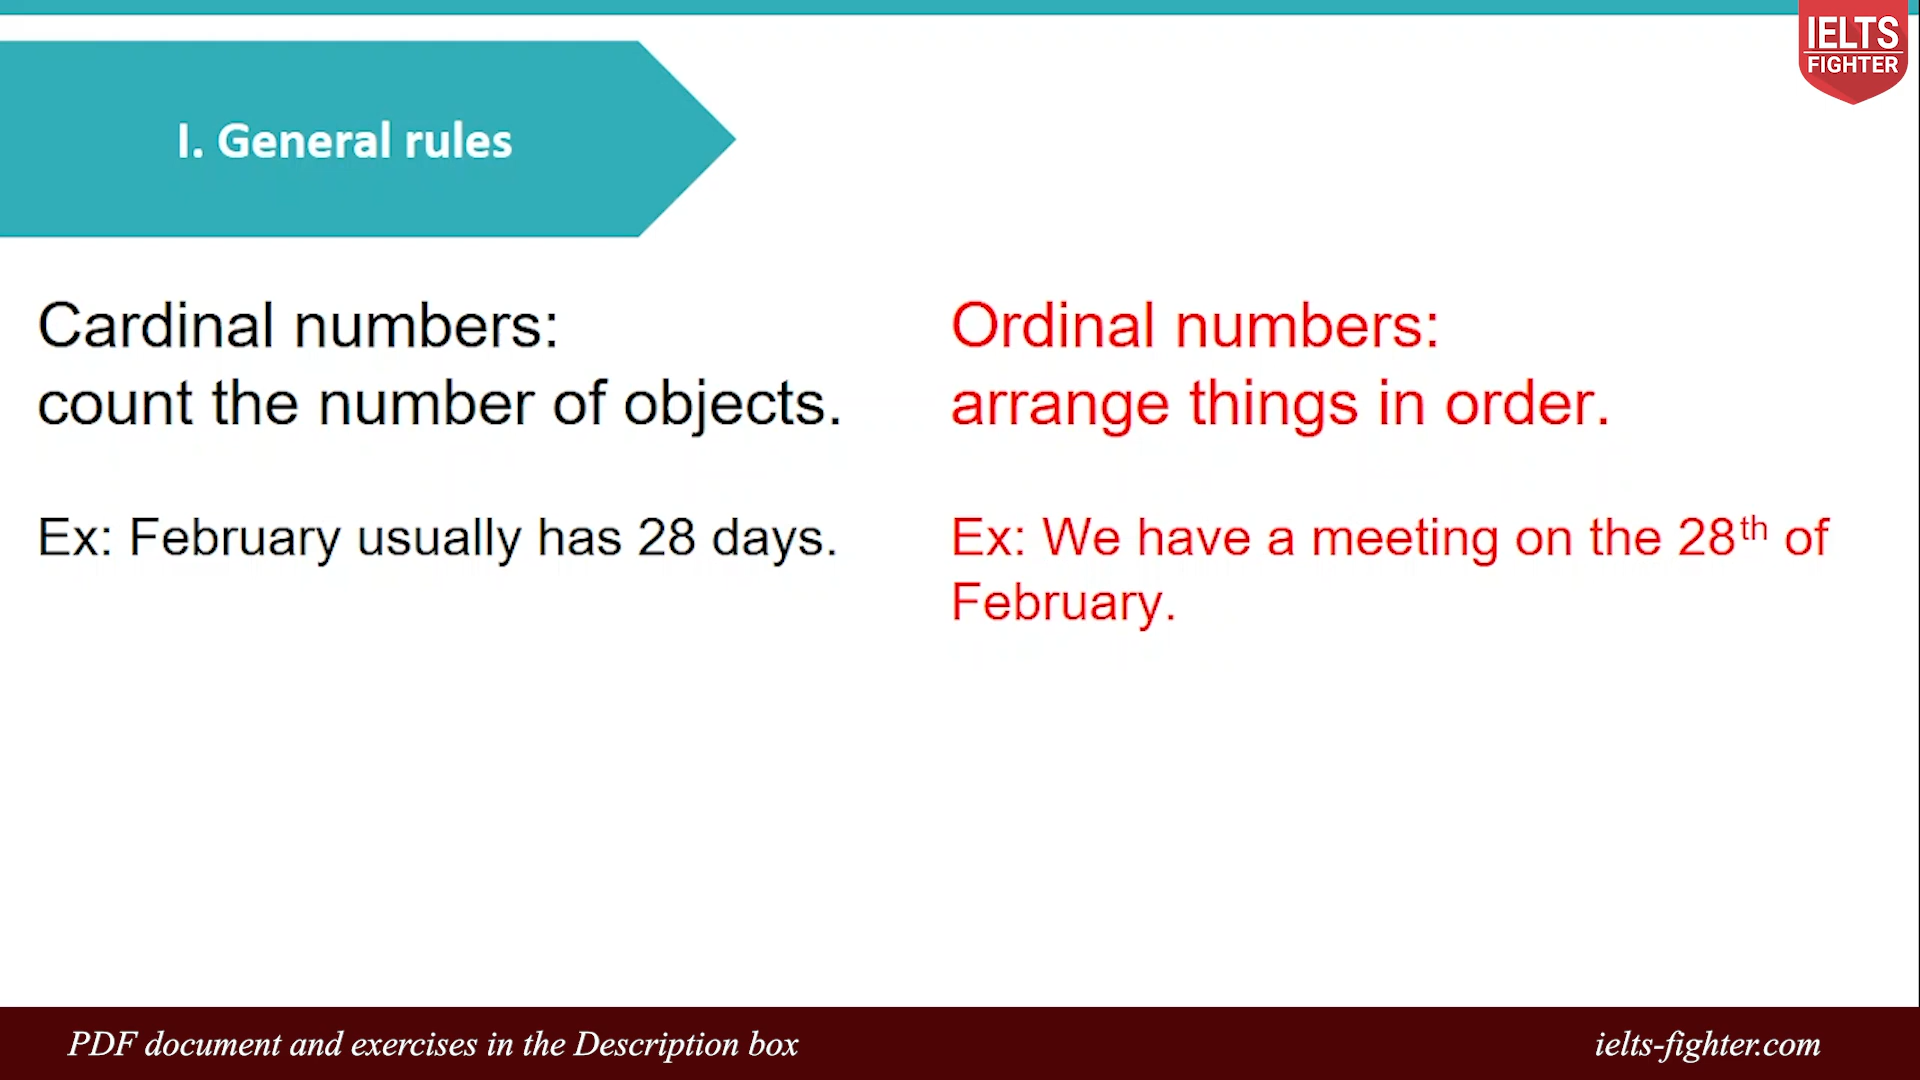 IELTS
FIGHTER
I. General rules
Cardinal numbers:
count the number of objects.
Ex: February usually has 28 days.
Ordinal numbers:
arrange things in order.
Ex: We have a meeting on the 28th of
February.
PDF document and exercises in the Description box
ielts-fighter.com